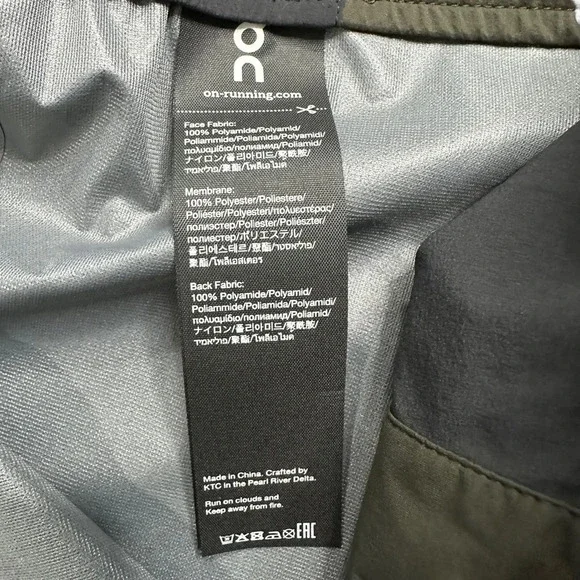 on
on-running.com
Face Fabric:
100% Polyamide/Polyamid/
Poliammide/Poliamida/Polyamidi/
πολυαμίδιο/полиамид/Poliamid/
ナイロン/폴리아미드/聚酰胺/
פוליאמיד/聚酯/โพลีเอไมด
Membrane:
100% Polyester/Poliestere/
Poliéster/Polyesteri/πολυεστέρας/
полиэстер/Poliester/Poliészter/
полиестер/ポリエステル/
폴리에스테르/聚酯/פוליאסטר/
聚酯/โพลีเอสเตอร
Back Fabric:
100% Polyamide/Polyamid/
Poliammide/Poliamida/Polyamidi/
πολυαμίδιο/полиамид/Poliamid/
ナイロン/폴리아미드/聚酰胺/
פוליאמיד/聚酯/โพลีเอไมด
Made in China. Crafted by
KTC in the Pearl River Delta.
Run on clouds and
Keep away from fire.
EAC